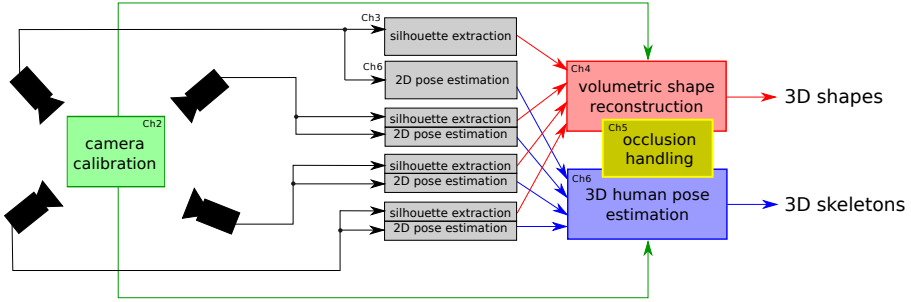 Ch3
silhouette extraction
Ch6
2D pose estimation
silhouette extraction
2D pose estimation
silhouette extraction
2D pose estimation
silhouette extraction
2D pose estimation
Ch2
camera
calibration
Ch4
volumetric shape
reconstruction
Ch5
occlusion
handling
Ch6
3D human pose
estimation
3D shapes
3D skeletons